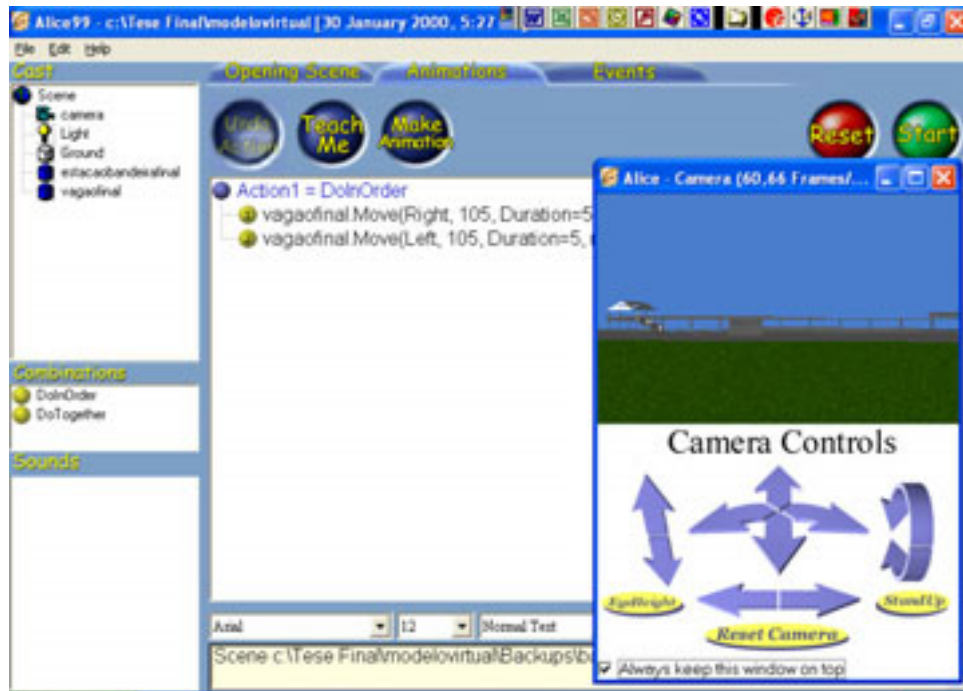 Alice99 - c:\Tese Final\modelovirtual [30 January 2000, 5:27
File Edit Help
Cast
Scene
camera
Light
Ground
estacaobandeirafinal
vagaofinal
Combinations
DoInOrder
DoTogether
Sounds
Opening Scene Animations Events
Undo
Teach Me
Make Animation
Reset
Start
Action1 = DoInOrder
vagaofinal.Move(Right, 105, Duration=5
vagaofinal.Move(Left, 105, Duration=5,
Arial 12 Normal Text
Scene c:\Tese Final\modelovirtual\Backups\b
Alice - Camera (60,66 Frames/...
Camera Controls
EyeHeight
StandUp
Reset Camera
Always keep this window on top